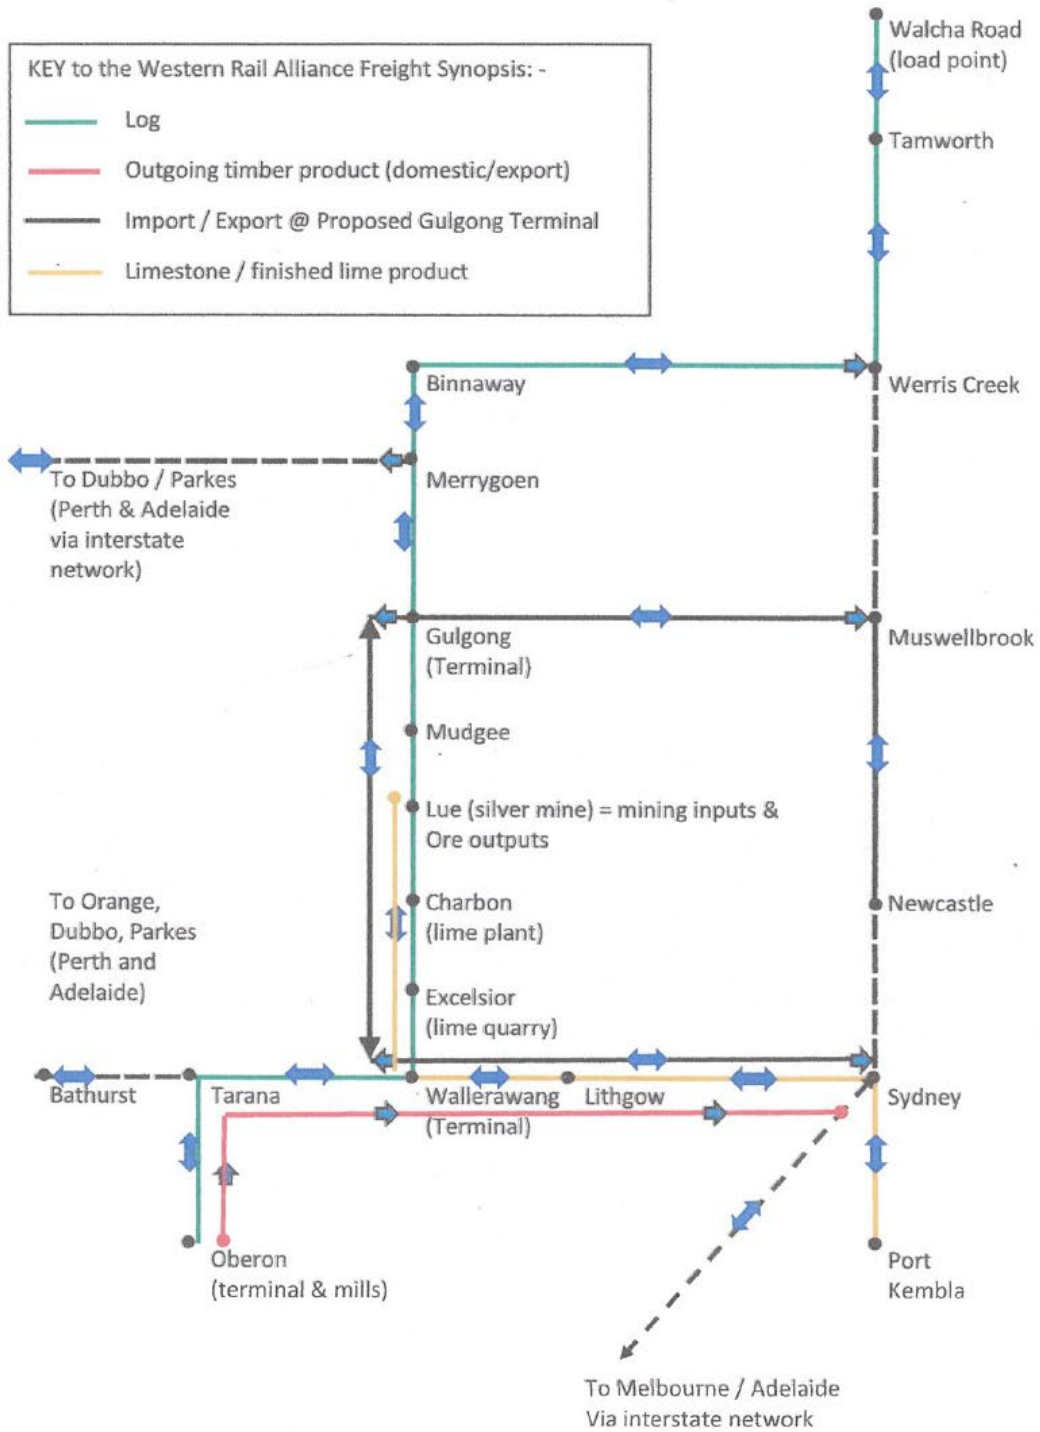 Walcha Road
(load point)
KEY to the Western Rail Alliance Freight Synopsis: -
Log
Outgoing timber product (domestic/export)
Import / Export @ Proposed Gulgong Terminal
Limestone / finished lime product
Tamworth
Binnaway
Werris Creek
To Dubbo / Parkes
(Perth & Adelaide
via interstate
network)
Merrygoen
Gulgong
(Terminal)
Muswellbrook
Mudgee
Lue (silver mine) = mining inputs &
Ore outputs
To Orange,
Dubbo, Parkes
(Perth and
Adelaide)
Charbon
(lime plant)
Newcastle
Excelsior
(lime quarry)
Bathurst
Tarana
Wallerawang
(Terminal)
Lithgow
Sydney
Oberon
(terminal & mills)
Port
Kembla
To Melbourne / Adelaide
Via interstate network